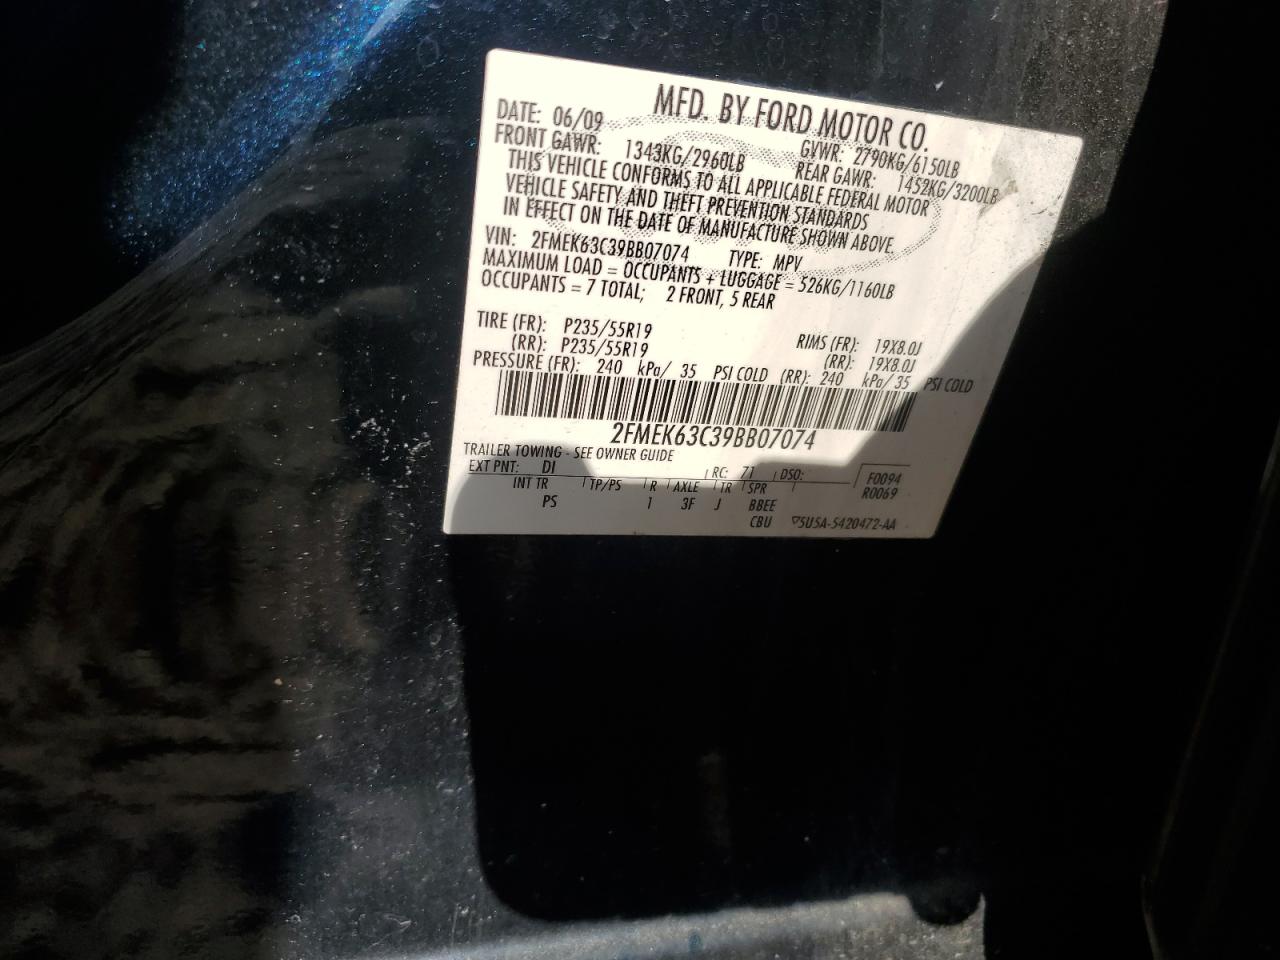 MFD. BY FORD MOTOR CO.
DATE: 06/09 GVWR: 2790KG/6150LB
FRONT GAWR: 1343KG/2960LB REAR GAWR: 1452KG/3200LB
THIS VEHICLE CONFORMS TO ALL APPLICABLE FEDERAL MOTOR
VEHICLE SAFETY AND THEFT PREVENTION STANDARDS
IN EFFECT ON THE DATE OF MANUFACTURE SHOWN ABOVE.
VIN: 2FMEK63C39BB07074 TYPE: MPV
MAXIMUM LOAD = OCCUPANTS + LUGGAGE = 526KG/1160LB
OCCUPANTS = 7 TOTAL; 2 FRONT, 5 REAR
TIRE (FR): P235/55R19 RIMS (FR): 19X8.0J
(RR): P235/55R19 (RR): 19X8.0J
PRESSURE (FR): 240 kPa/ 35 PSI COLD (RR): 240 kPa/ 35 PSI COLD
2FMEK63C39BB07074
TRAILER TOWING - SEE OWNER GUIDE
EXT PNT: DI RC: 71 DSO: F0094
INT TR TP/PS R AXLE TR SPR R0069
PS 1 3F J BBEE
CBU 5U5A-5420472-AA